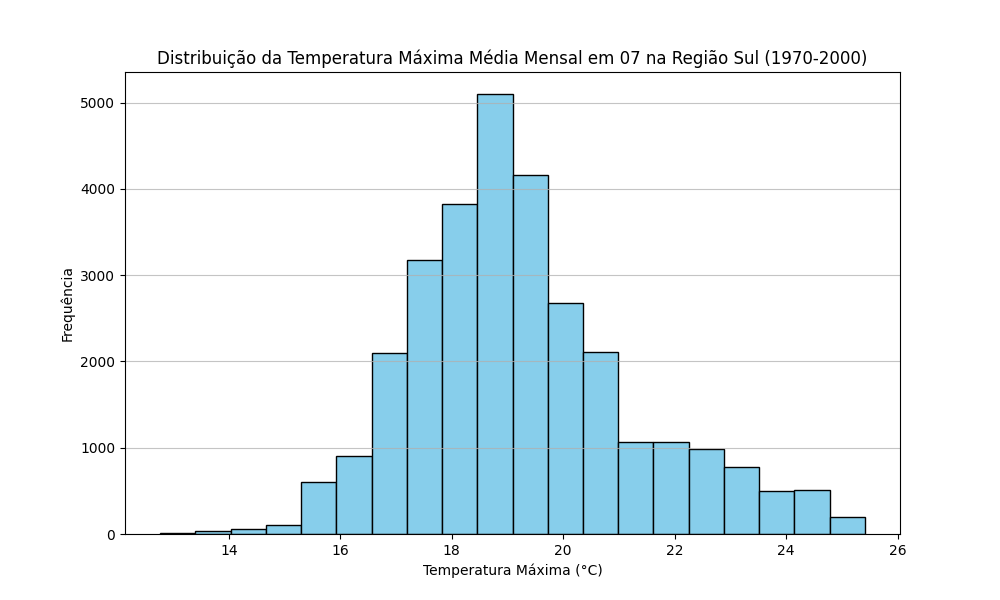 Distribuição da Temperatura Máxima Média Mensal em 07 na Região Sul (1970-2000)
5000
4000
3000
2000
1000
0
Frequência
14 16 18 20 22 24 26
Temperatura Máxima (°C)